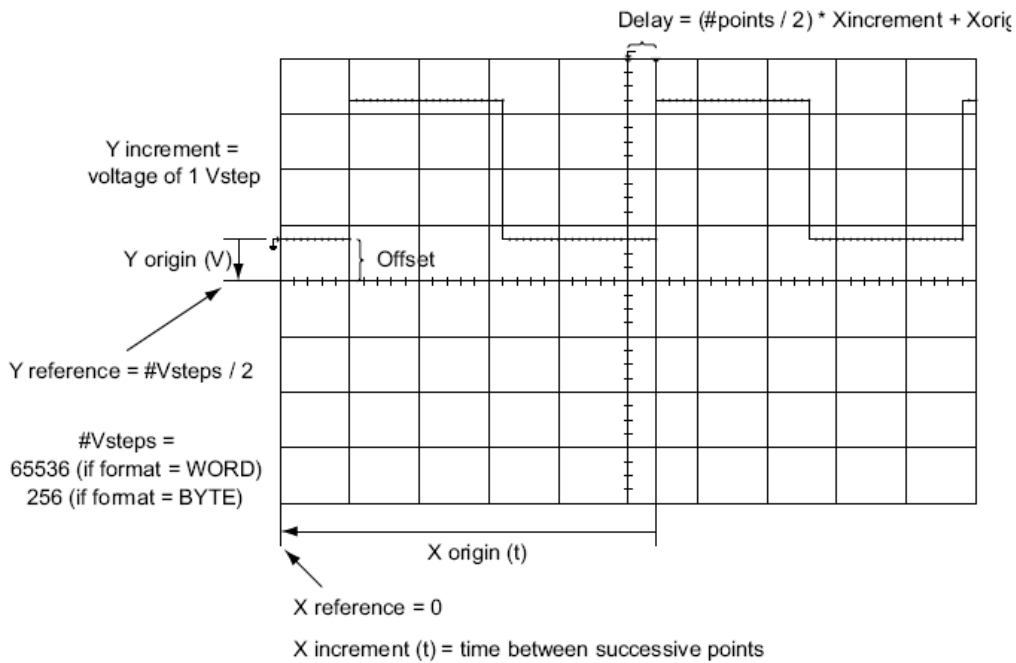 Delay = (#points / 2) * Xincrement + Xorig
Y increment =
voltage of 1 Vstep
Y origin (V)
Offset
Y reference = #Vsteps / 2
#Vsteps =
65536 (if format = WORD)
256 (if format = BYTE)
X origin (t)
X reference = 0
X increment (t) = time between successive points